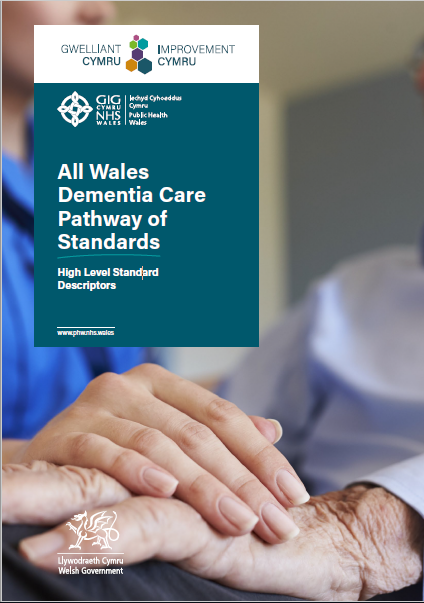 GWELLIANT
CYMRU
IMPROVEMENT
CYMRU
GIG
CYMRU
NHS
WALES
Iechyd Cyhoeddus
Cymru
Public Health
Wales
All Wales
Dementia Care
Pathway of
Standards
High Level Standard
Descriptors
www.phw.nhs.wales
Llywodraeth Cymru
Welsh Government